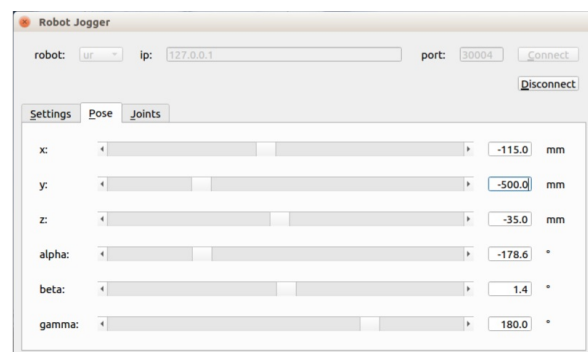 Robot Jogger
robot: ur ip: 127.0.0.1 port: 30004 Connect
Disconnect
Settings Pose Joints
x: -115.0 mm
y: -500.0 mm
z: -35.0 mm
alpha: -178.6 °
beta: 1.4 °
gamma: 180.0 °